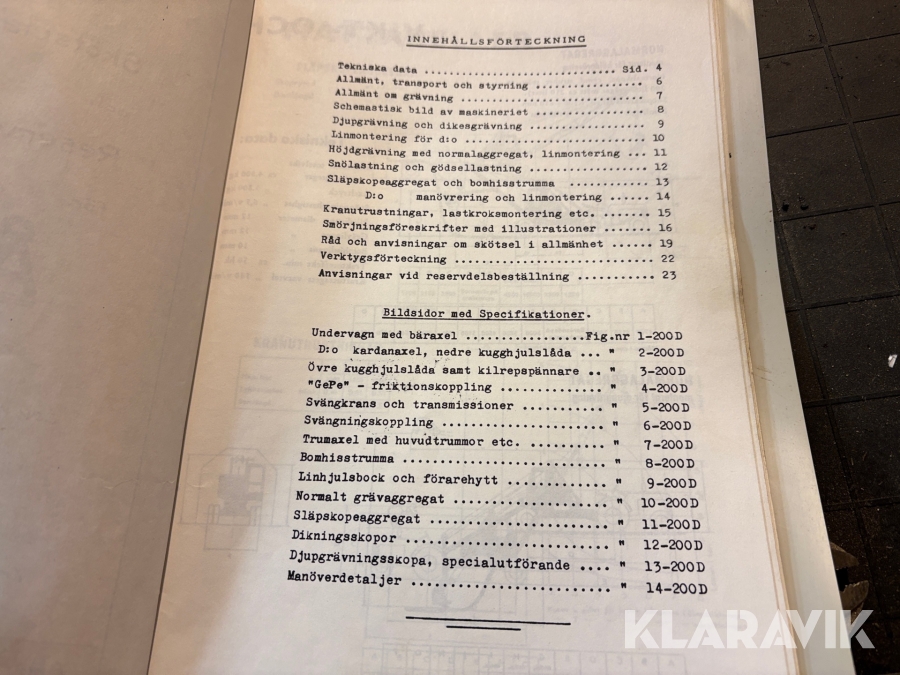 INNEHÅLLSFÖRTECKNING
Tekniska data ............................... Sid. 4
Allmänt, transport och styrning ................. 6
Allmänt om grävning ............................. 7
Schemastisk bild av maskineriet ................. 8
Djupgrävning och dikesgrävning .................. 9
Linmontering för d:o ............................ 10
Höjdgrävning med normalaggregat, linmontering ... 11
Snölastning och gödsellastning .................. 12
Släpskopeaggregat och bomhisstrumma ............ 13
D:o manövrering och linmontering ...... 14
Kranutrustningar, lastkroksmontering etc. ....... 15
Smörjningsföreskrifter med illustrationer ....... 16
Råd och anvisningar om skötsel i allmänhet ...... 19
Verktygsförteckning ............................. 22
Anvisningar vid reservdelsbeställning ........... 23
Bildsidor med Specifikationer.
Undervagn med bäraxel .................Fig.nr 1-200D
D:o kardanaxel, nedre kugghjulslåda ... " 2-200D
Övre kugghjulslåda samt kilrepspännare .. " 3-200D
"GePe" - friktionskoppling .............. " 4-200D
Svängkrans och transmissioner ........... " 5-200D
Svängningskoppling ...................... " 6-200D
Trumaxel med huvudtrummor etc. .......... " 7-200D
Bomhisstrumma ........................... " 8-200D
Linhjulsbock och förarehytt ............. " 9-200D
Normalt grävaggregat .................... " 10-200D
Släpskopeaggregat ....................... " 11-200D
Dikningsskopor .......................... " 12-200D
Djupgrävningsskopa, specialutförande .... " 13-200D
Manöverdetaljer ......................... " 14-200D
KLARAVIK